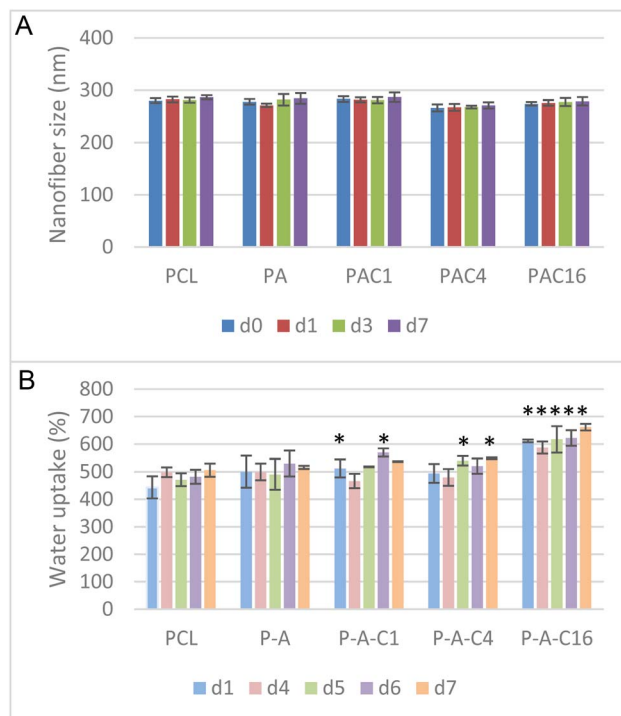 A
400
300
200
100
0
Nanofiber size (nm)
PCL PA PAC1 PAC4 PAC16
d0 d1 d3 d7
B
800
700
600
500
400
300
200
100
0
Water uptake (%)
* * * * *****
PCL P-A P-A-C1 P-A-C4 P-A-C16
d1 d4 d5 d6 d7